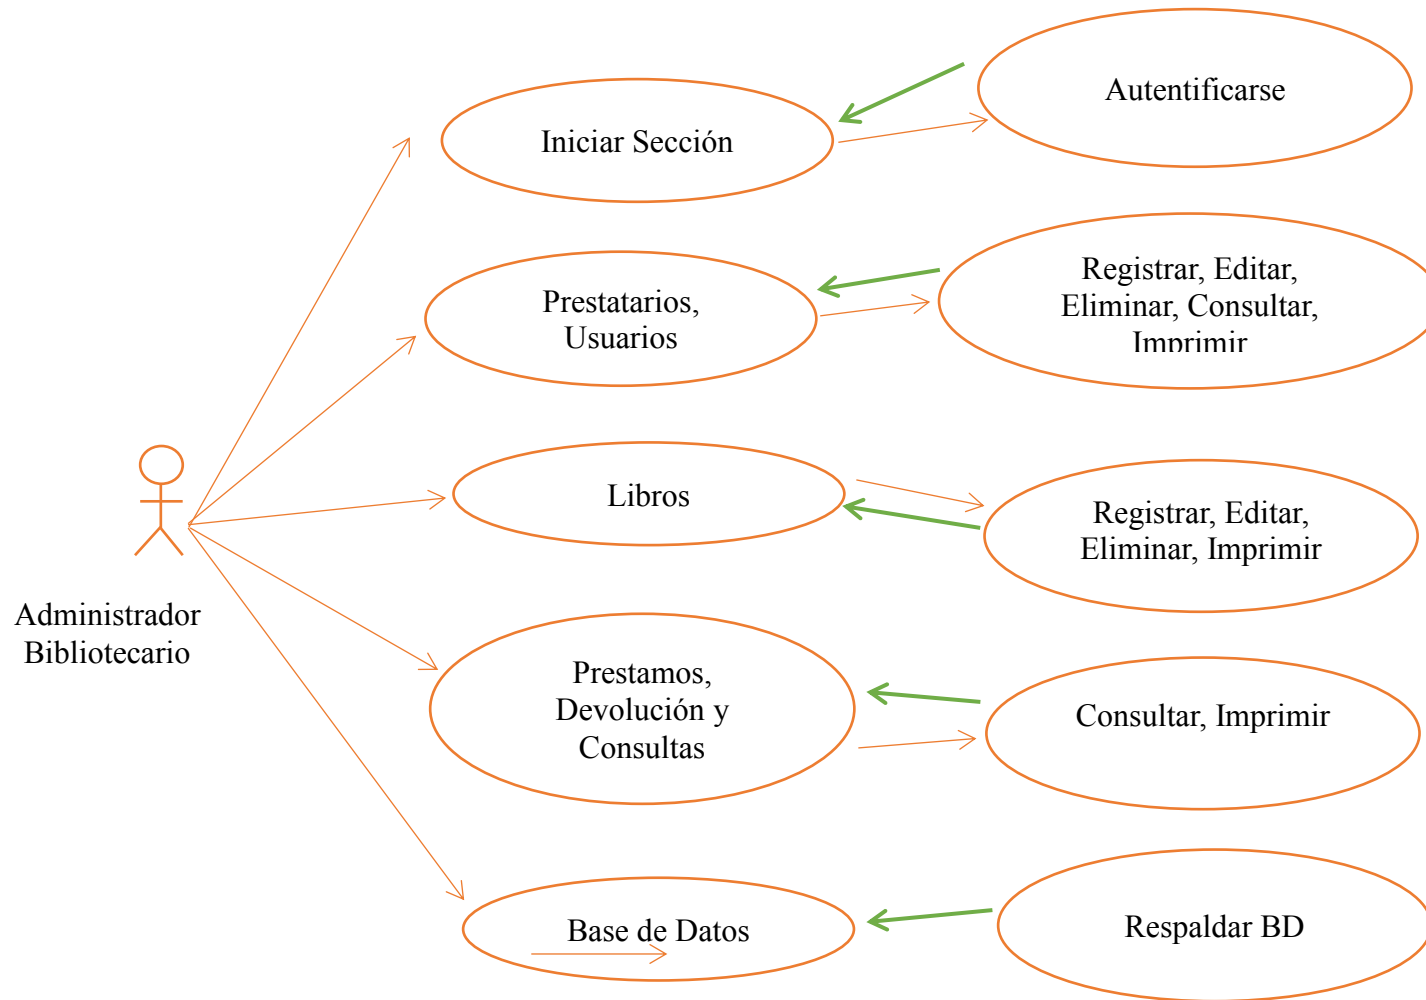 Autentificarse
Iniciar Sección
Registrar, Editar,
Eliminar, Consultar,
Imprimir
Prestatarios,
Usuarios
Libros
Registrar, Editar,
Eliminar, Imprimir
Administrador
Bibliotecario
Prestamos,
Devolución y
Consultas
Consultar, Imprimir
Base de Datos
Respaldar BD